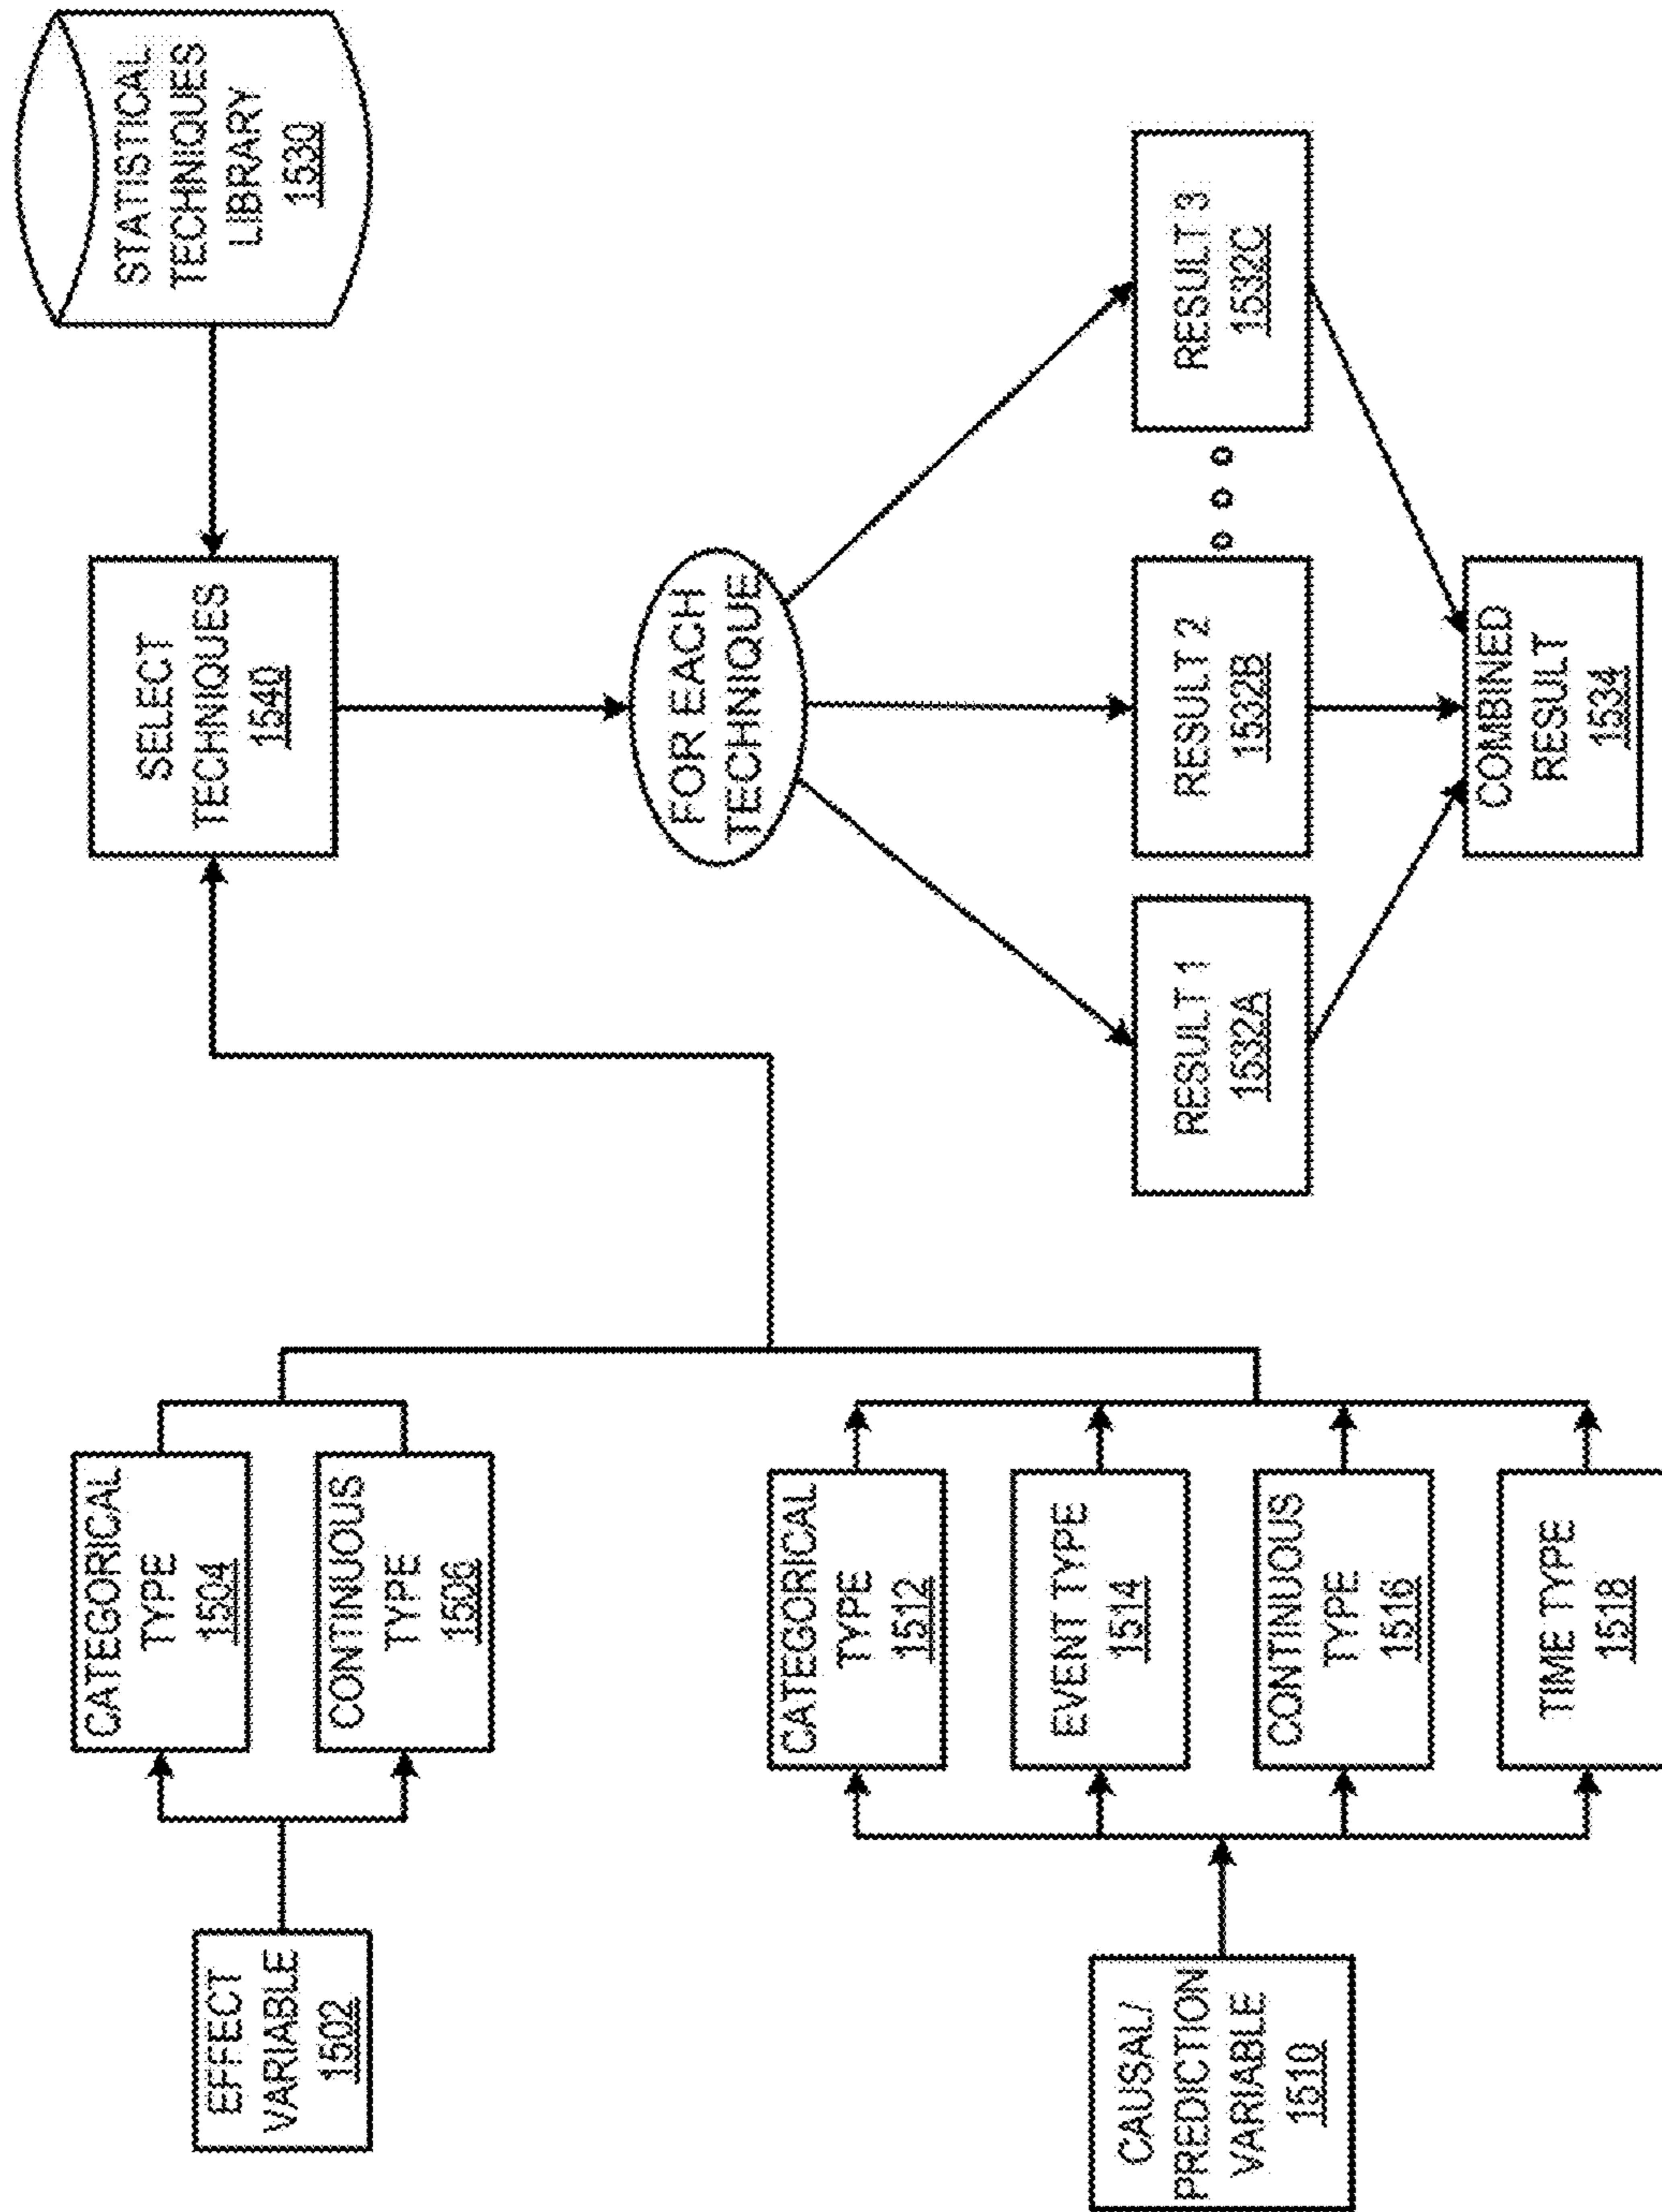 EFFECT
VARIABLE
1502
CATEGORICAL
TYPE
1504
CONTINUOUS
TYPE
1506
CAUSAL/
PREDICTION
VARIABLE
1510
CATEGORICAL
TYPE
1512
EVENT TYPE
1514
CONTINUOUS
TYPE
1516
TIME TYPE
1518
SELECT
TECHNIQUES
1540
STATISTICAL
TECHNIQUES
LIBRARY
1530
FOR EACH
TECHNIQUE
RESULT 1
1532A
RESULT 2
1532B
RESULT 3
1532C
COMBINED
RESULT
1534